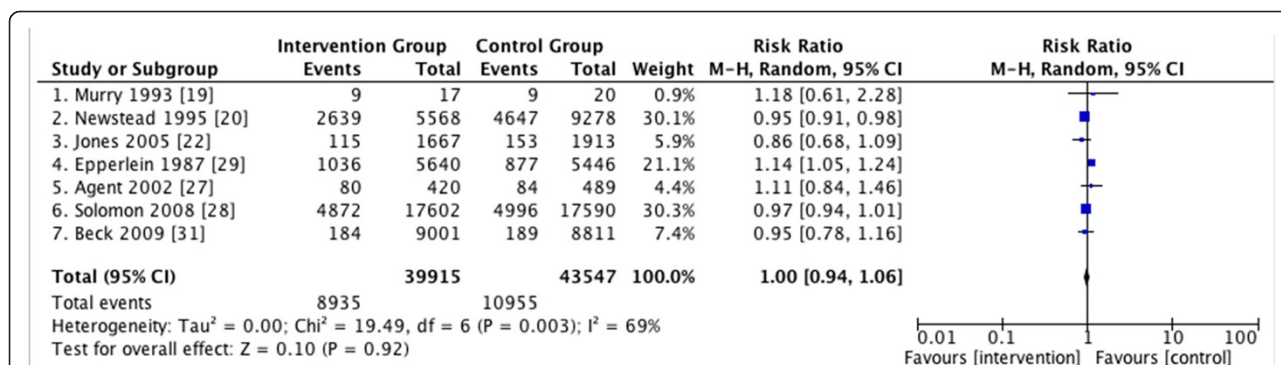 Intervention Group Control Group Risk Ratio Risk Ratio
Study or Subgroup Events Total Events Total Weight M-H, Random, 95% CI M-H, Random, 95% CI
1. Murry 1993 [19] 9 17 9 20 0.9% 1.18 [0.61, 2.28]
2. Newstead 1995 [20] 2639 5568 4647 9278 30.1% 0.95 [0.91, 0.98]
3. Jones 2005 [22] 115 1667 153 1913 5.9% 0.86 [0.68, 1.09]
4. Epperlein 1987 [29] 1036 5640 877 5446 21.1% 1.14 [1.05, 1.24]
5. Agent 2002 [27] 80 420 84 489 4.4% 1.11 [0.84, 1.46]
6. Solomon 2008 [28] 4872 17602 4996 17590 30.3% 0.97 [0.94, 1.01]
7. Beck 2009 [31] 184 9001 189 8811 7.4% 0.95 [0.78, 1.16]
Total (95% CI) 39915 43547 100.0% 1.00 [0.94, 1.06]
Total events 8935 10955
Heterogeneity: Tau² = 0.00; Chi² = 19.49, df = 6 (P = 0.003); I² = 69%
Test for overall effect: Z = 0.10 (P = 0.92)
0.01 0.1 1 10 100
Favours [intervention] Favours [control]